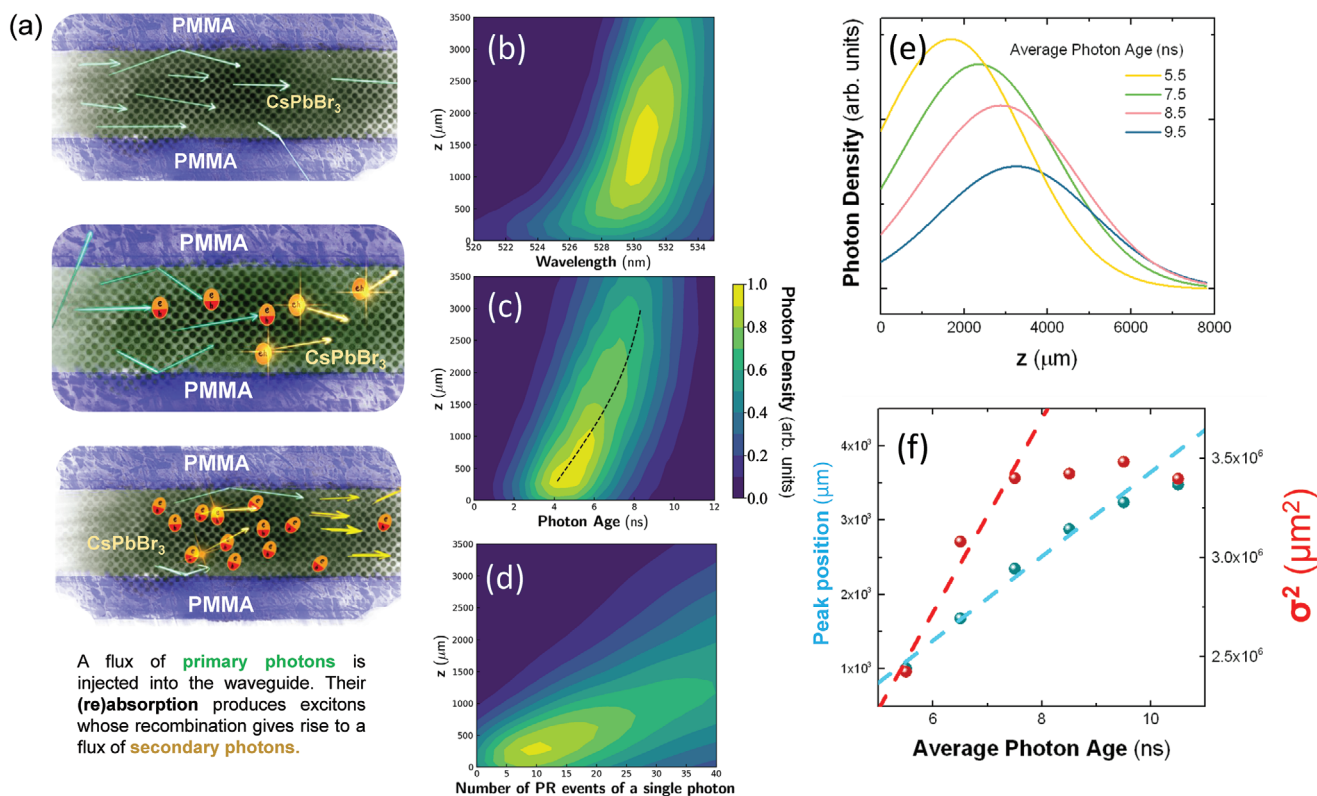 (a)
PMMA
CsPbBr3
PMMA
PMMA
CsPbBr3
PMMA
PMMA
CsPbBr3
PMMA
A flux of primary photons is
injected into the waveguide. Their
(re)absorption produces excitons
whose recombination gives rise to a
flux of secondary photons.
(b)
3500
3000
2500
2000
1500
1000
500
0
z (μm)
520 522 524 526 528 530 532 534
Wavelength (nm)
(c)
3500
3000
2500
2000
1500
1000
500
0
z (μm)
0 2 4 6 8 10 12
Photon Age (ns)
1.0
0.8
0.6
0.4
0.2
0.0
Photon Density (arb. units)
(d)
3500
3000
2500
2000
1500
1000
500
0
z (μm)
0 5 10 15 20 25 30 35 40
Number of PR events of a single photon
(e)
Average Photon Age (ns)
5.5
7.5
8.5
9.5
Photon Density (arb. units)
0 2000 4000 6000 8000
z (μm)
(f)
4x10³
3x10³
2x10³
1x10³
Peak position (μm)
3.5x10⁶
3.0x10⁶
2.5x10⁶
σ² (μm²)
6 8 10
Average Photon Age (ns)